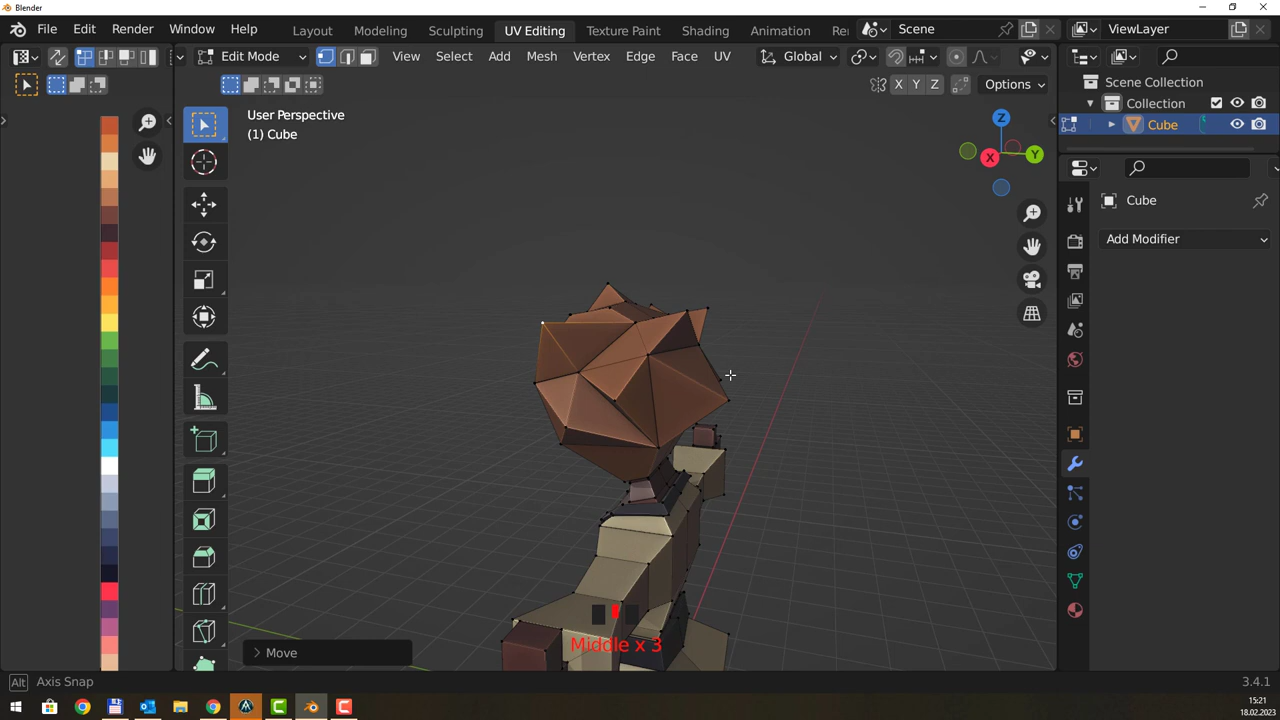 Blender
File Edit Render Window Help
Layout Modeling Sculpting UV Editing Texture Paint Shading Animation Re
Scene
ViewLayer
Edit Mode
View Select Add Mesh Vertex Edge Face UV
Global
X Y Z
Options
Scene Collection
Collection
Cube
User Perspective
(1) Cube
Z
X
Y
Cube
Add Modifier
Middle x 3
Move
Alt Axis Snap
3.4.1
15:21
18.02.2023